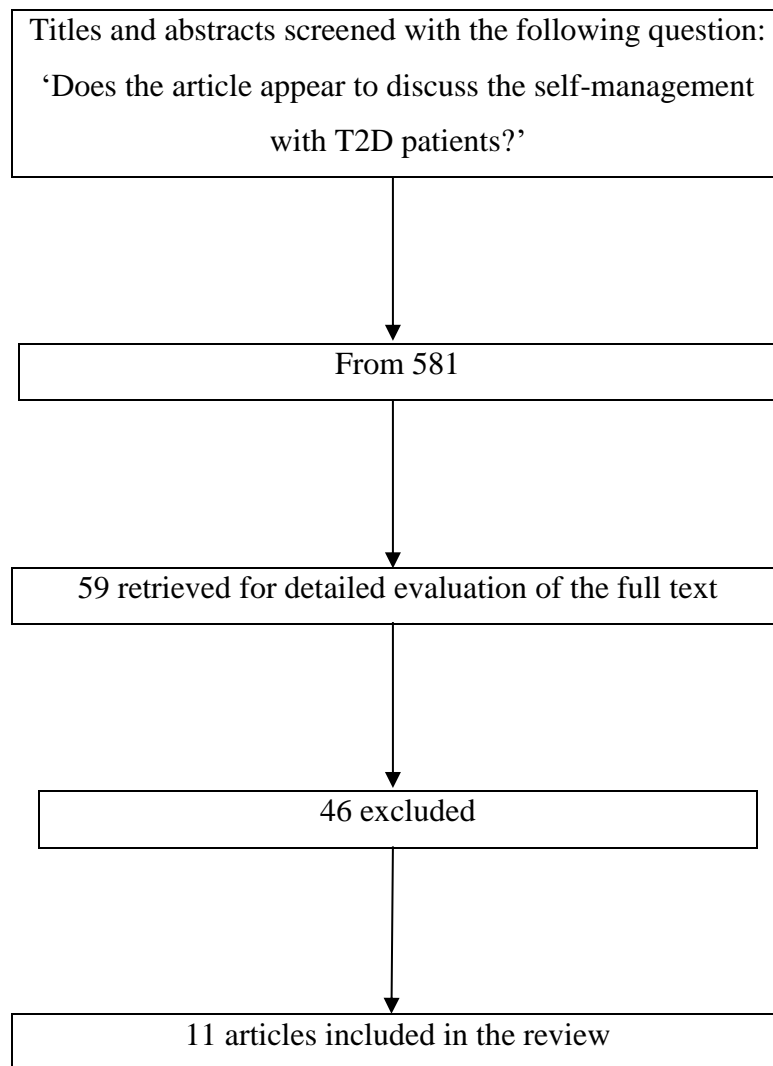 Titles and abstracts screened with the following question:
‘Does the article appear to discuss the self-management
with T2D patients?’
From 581
59 retrieved for detailed evaluation of the full text
46 excluded
11 articles included in the review